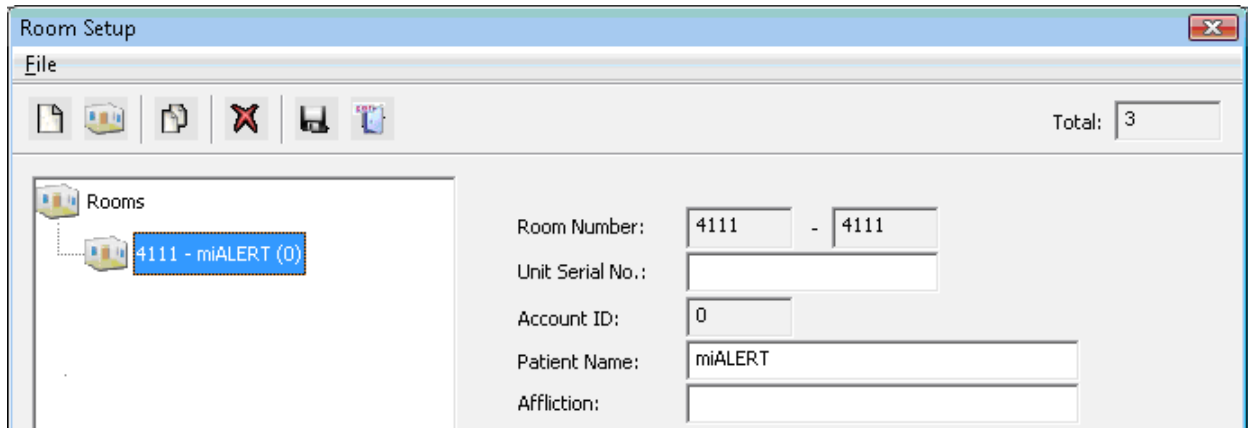 Room Setup
File
Total: 3
Rooms
4111 - miALERT (0)
Room Number: 4111 - 4111
Unit Serial No.:
Account ID: 0
Patient Name: miALERT
Affliction: